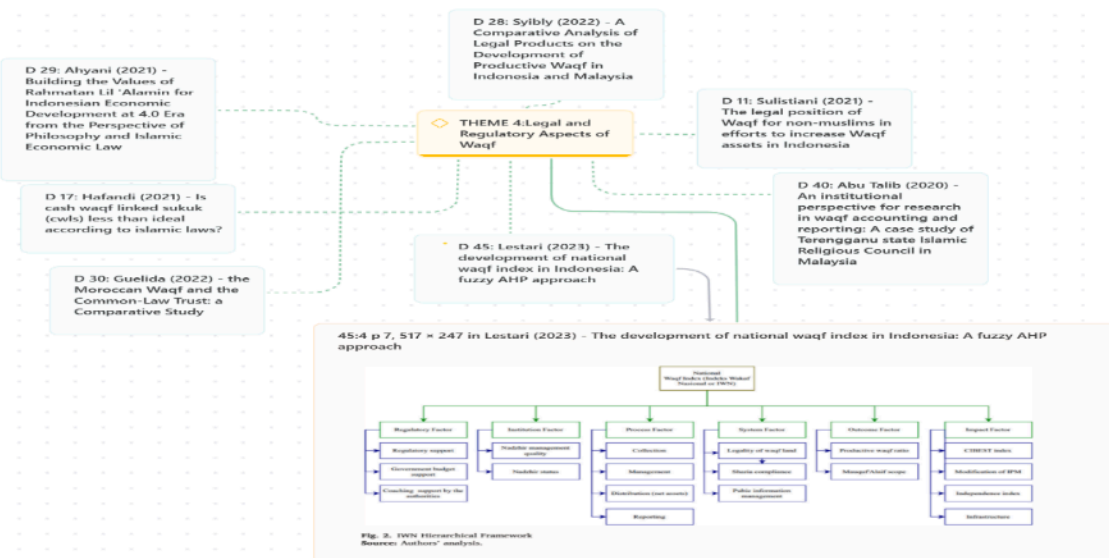 D 28: Syibly (2022) - A
Comparative Analysis of
Legal Products on the
Development of
Productive Waqf in
Indonesia and Malaysia
D 29: Ahyani (2021) -
Building the Values of
Rahmatan Lil 'Alamin for
Indonesian Economic
Development at 4.0 Era
from the Perspective of
Philosophy and Islamic
Economic Law
THEME 4:Legal and
Regulatory Aspects of
Waqf
D 11: Sulistiani (2021) -
The legal position of
Waqf for non-muslims in
efforts to increase Waqf
assets in Indonesia
D 17: Hafandi (2021) - Is
cash waqf linked sukuk
(cwls) less than ideal
according to islamic laws?
D 40: Abu Talib (2020) -
An institutional
perspective for research
in waqf accounting and
reporting: A case study of
Terengganu state Islamic
Religious Council in
Malaysia
D 45: Lestari (2023) - The
development of national
waqf index in Indonesia: A
fuzzy AHP approach
D 30: Guelida (2022) - the
Moroccan Waqf and the
Common-Law Trust: a
Comparative Study
45:4 p 7, 517 × 247 in Lestari (2023) - The development of national waqf index in Indonesia: A fuzzy AHP
approach
National
Waqf Index (Indeks Wakaf
Nasional or IWN)
Regulatory Factor
Regulatory support
Government budget
support
Coaching support by the
authorities
Institution Factor
Nadzhir management
quality
Nadzhir status
Process Factor
Collection
Management
Distribution (net assets)
Reporting
System Factor
Legality of waqf land
Sharia compliance
Public information
management
Outcome Factor
Productive waqf ratio
scope
Impact Factor
CIBEST index
Modification of IPM
Independence index
Infrastructure
Fig. 2. IWN Hierarchical Framework
Source: Authors' analysis.